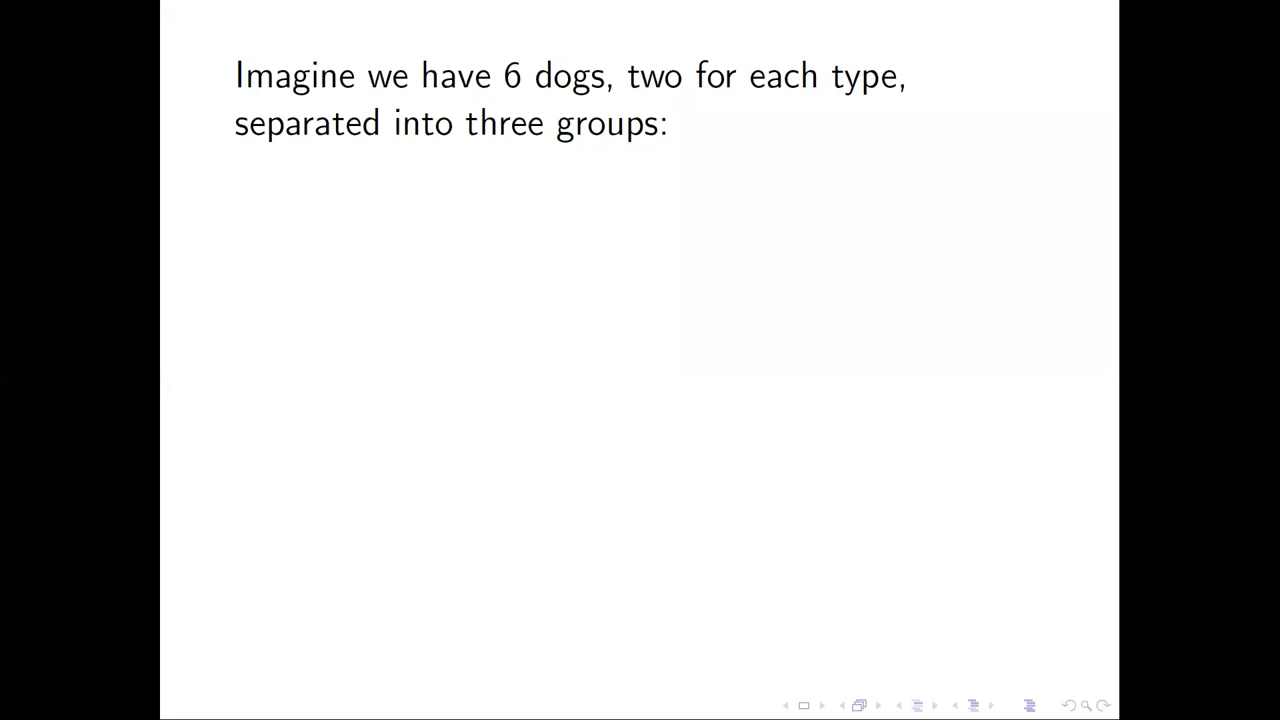 Imagine we have 6 dogs, two for each type,
separated into three groups: